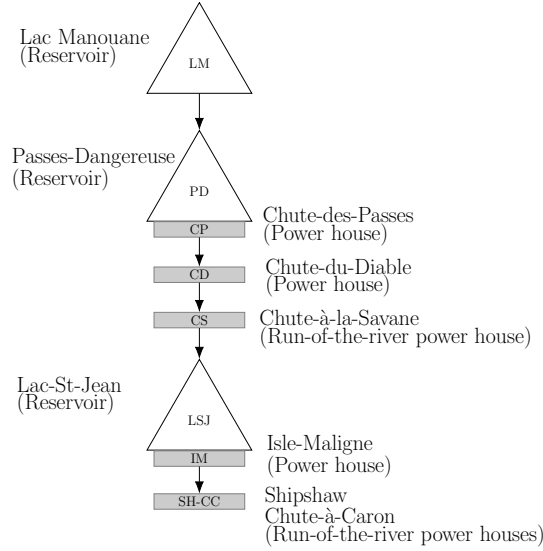 Lac Manouane
(Reservoir)
LM
Passes-Dangereuse
(Reservoir)
PD
Chute-des-Passes
(Power house)
CP
Chute-du-Diable
(Power house)
CD
Chute-à-la-Savane
(Run-of-the-river power house)
CS
Lac-St-Jean
(Reservoir)
LSJ
Isle-Maligne
(Power house)
IM
Shipshaw
Chute-à-Caron
(Run-of-the-river power houses)
SH-CC